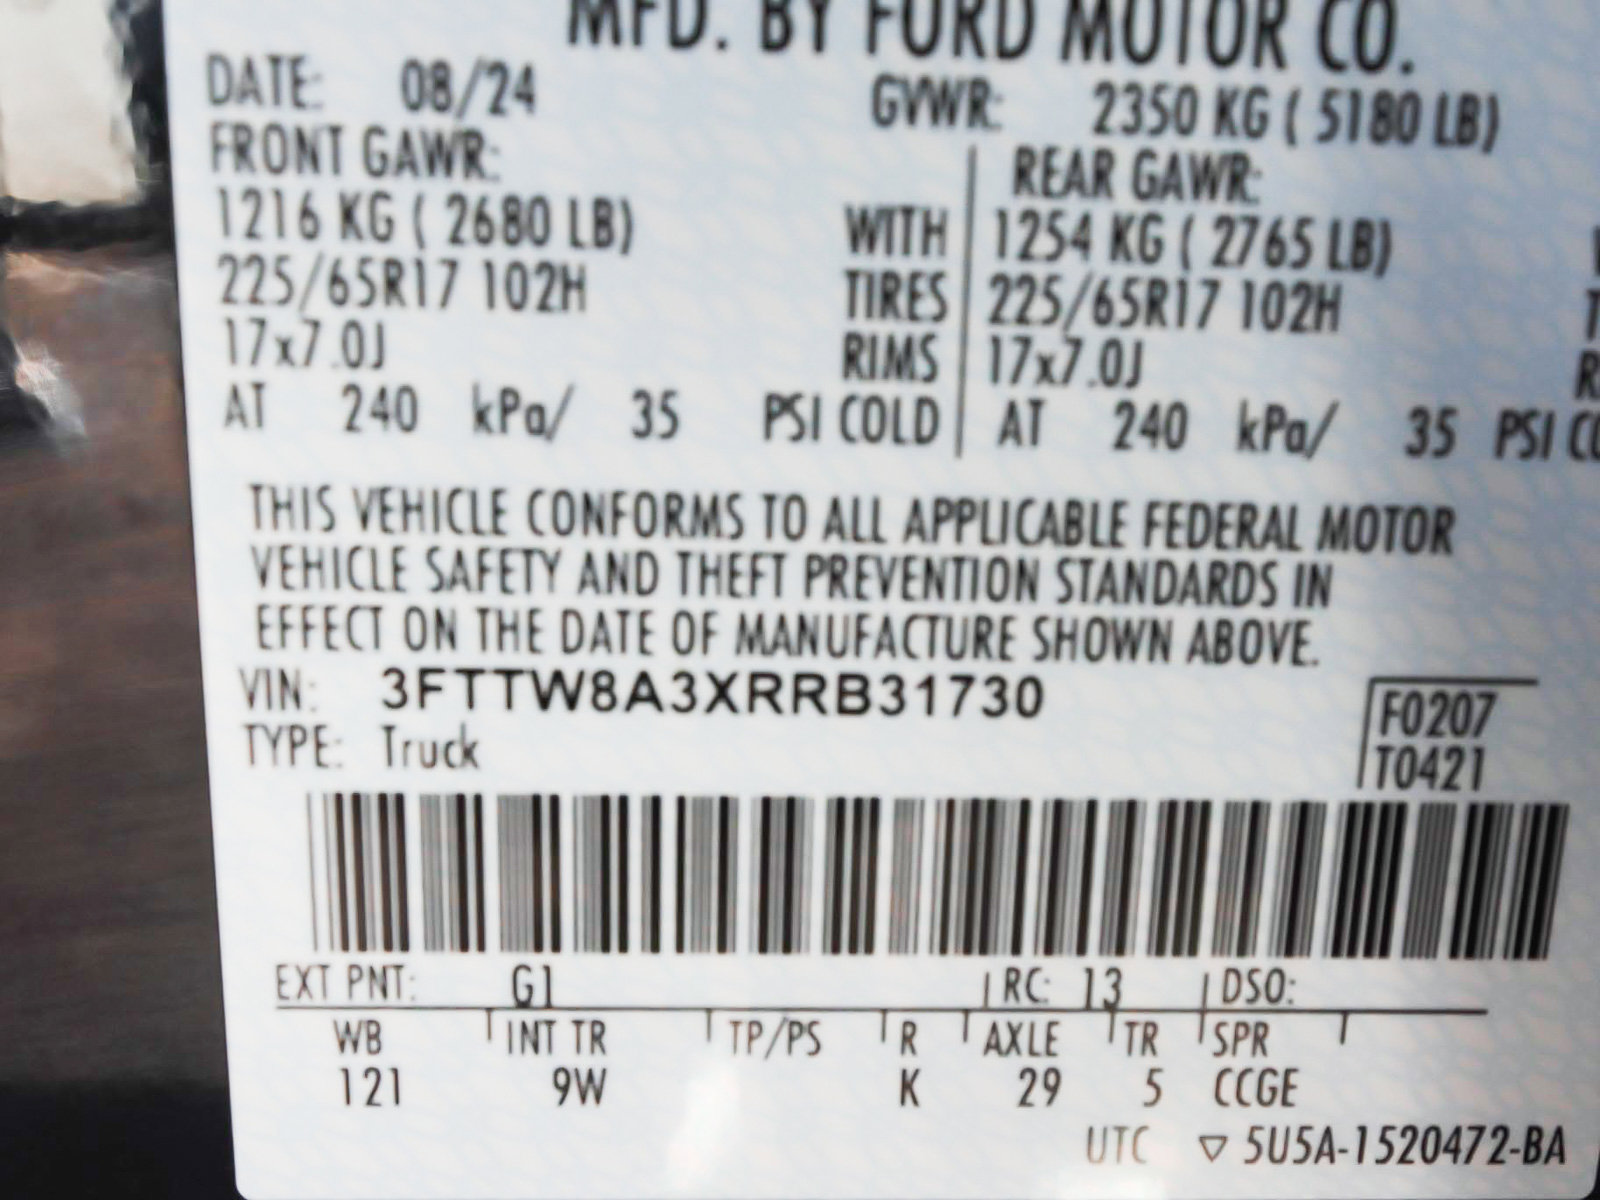 MFD. BY FORD MOTOR CO.
DATE: 08/24 GVWR: 2350 KG ( 5180 LB)
FRONT GAWR: REAR GAWR:
1216 KG ( 2680 LB) WITH 1254 KG ( 2765 LB)
225/65R17 102H TIRES 225/65R17 102H
17x7.0J RIMS 17x7.0J
AT 240 kPa/ 35 PSI COLD AT 240 kPa/ 35 PSI
THIS VEHICLE CONFORMS TO ALL APPLICABLE FEDERAL MOTOR
VEHICLE SAFETY AND THEFT PREVENTION STANDARDS IN
EFFECT ON THE DATE OF MANUFACTURE SHOWN ABOVE.
VIN: 3FTTW8A3XRRB31730 F0207
TYPE: Truck T0421
EXT PNT: G1 RC: 13 DSO:
WB INT TR TP/PS R AXLE TR SPR
121 9W K 29 5 CCGE
UTC ▽ 5U5A-1520472-BA